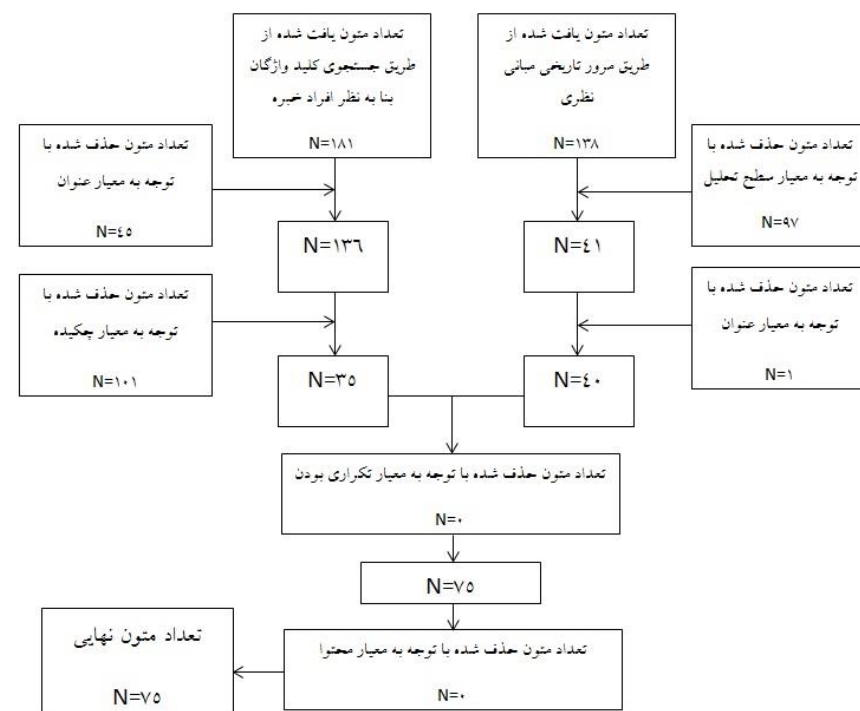 تعداد متون یافت شده از
طریق مرور تاریخی مبانی
نظری
N=۱۳۸
تعداد متون یافت شده از
طریق جستجوی کلید واژگان
بنا به نظر افراد خبره
N=۱۸۱
تعداد متون حذف شده با
توجه به معیار سطح تحلیل
N=۹۷
تعداد متون حذف شده با
توجه به معیار عنوان
N=٤٥
N=٤١
N=۱۳٦
تعداد متون حذف شده با
توجه به معیار عنوان
N=۱
تعداد متون حذف شده با
توجه به معیار چکیده
N=۱۰۱
N=٤۰
N=۳٥
تعداد متون حذف شده با توجه به معیار تکراری بودن
N=۰
N=۷٥
تعداد متون حذف شده با توجه به معیار محتوا
N=۰
تعداد متون نهایی
N=۷٥